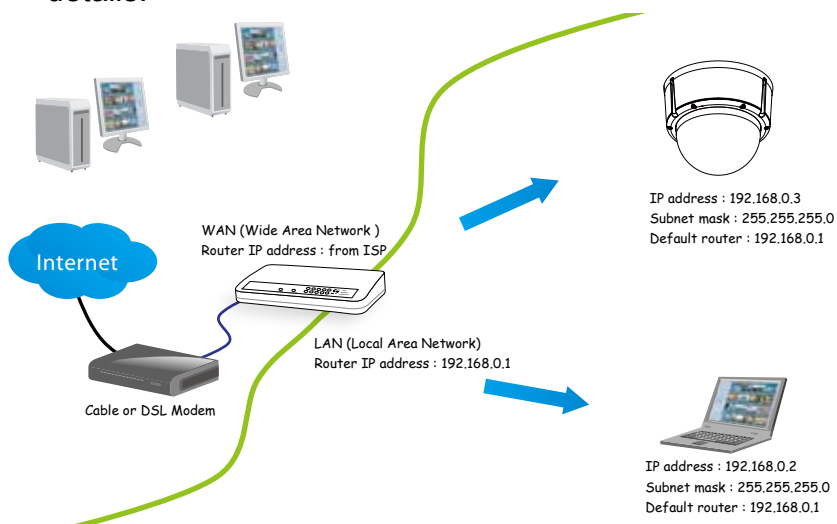 WAN (Wide Area Network )
Router IP address : from ISP
Internet
LAN (Local Area Network)
Router IP address : 192.168.0.1
Cable or DSL Modem
IP address : 192.168.0.3
Subnet mask : 255.255.255.0
Default router : 192.168.0.1
IP address : 192.168.0.2
Subnet mask : 255.255.255.0
Default router : 192.168.0.1